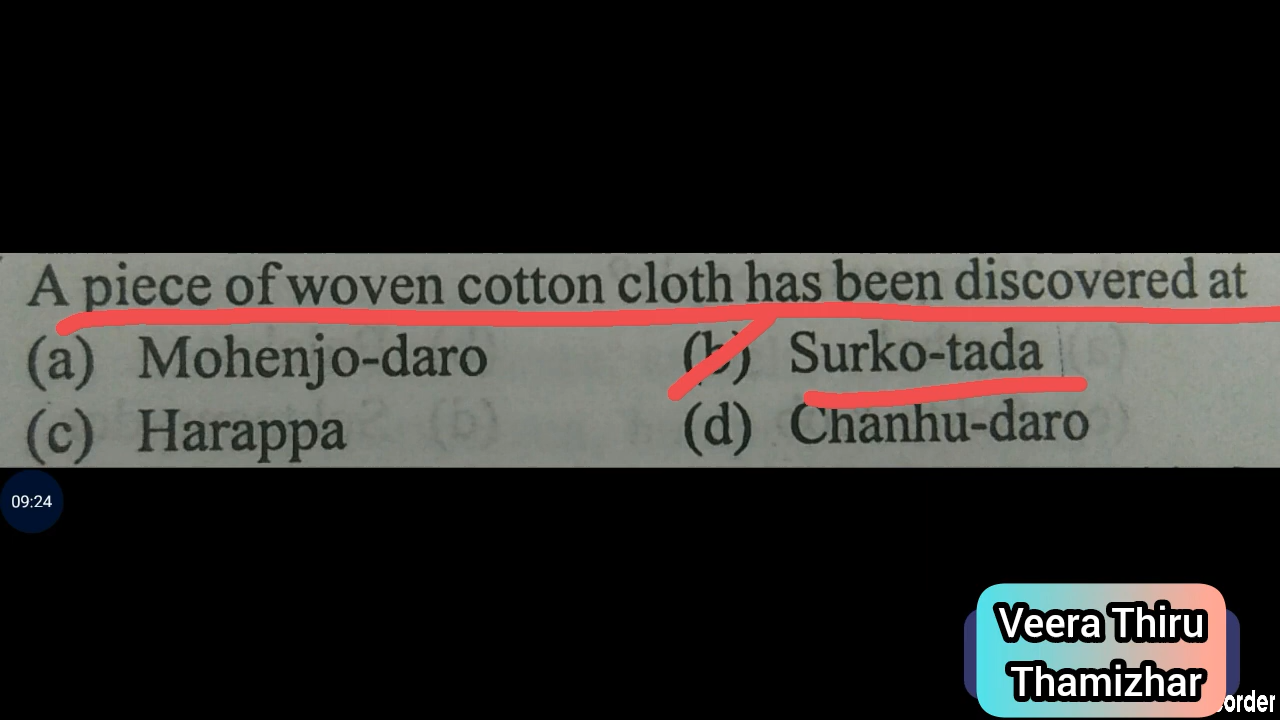 A piece of woven cotton cloth has been discovered at
(a) Mohenjo-daro (b) Surko-tada
(c) Harappa (d) Chanhu-daro
09:24
Veera Thiru
Thamizhar
order